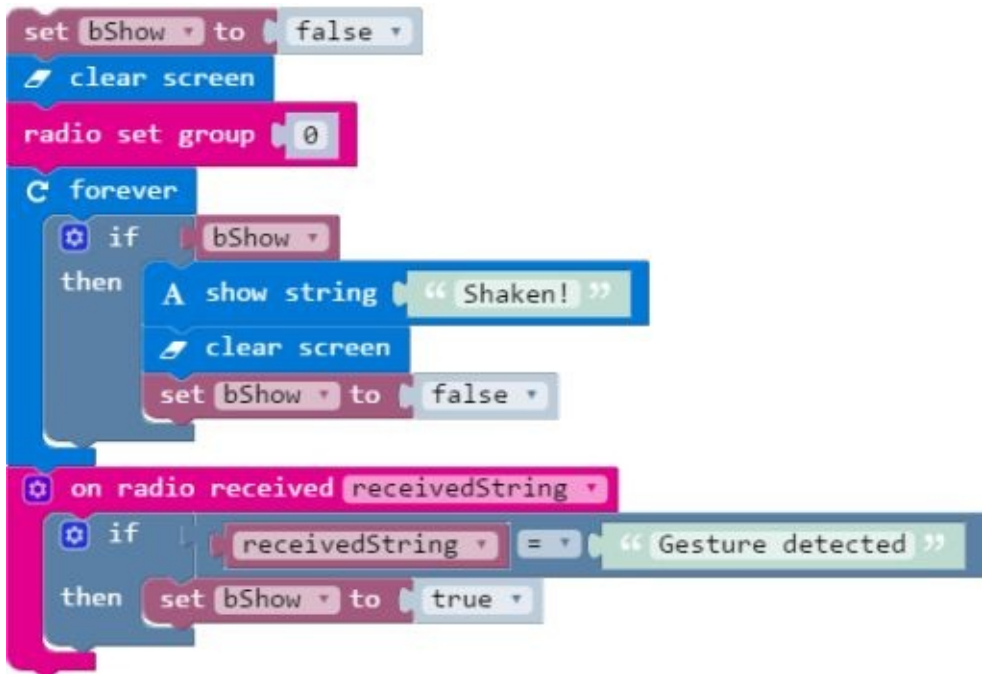 set bShow to false
clear screen
radio set group 0
forever
if bShow
then
A show string “ Shaken! ”
clear screen
set bShow to false
on radio received receivedString
if receivedString = “ Gesture detected ”
then set bShow to true